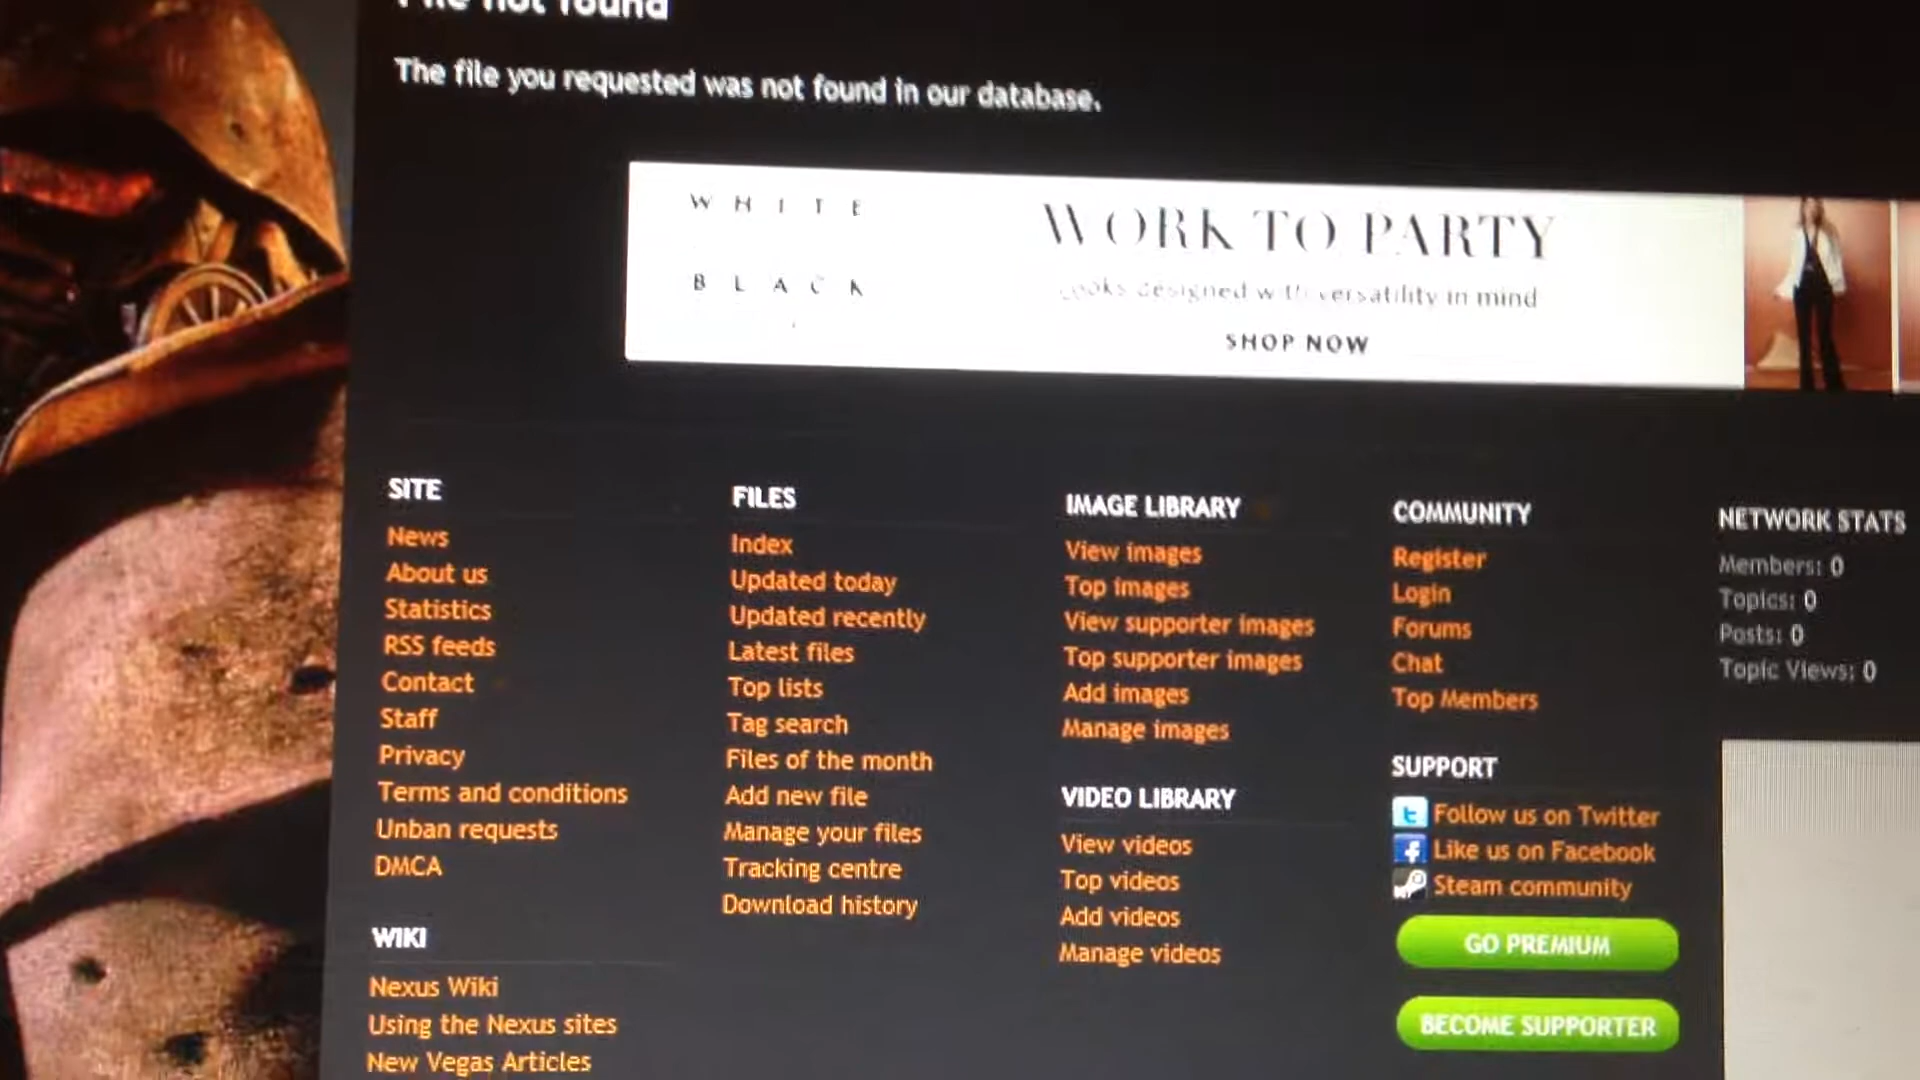 File not found
The file you requested was not found in our database.
WHITE
BLACK
WORK TO PARTY
Looks designed with versatility in mind
SHOP NOW
SITE
News
About us
Statistics
RSS feeds
Contact
Staff
Privacy
Terms and conditions
Unban requests
DMCA
WIKI
Nexus Wiki
Using the Nexus sites
New Vegas Articles
FILES
Index
Updated today
Updated recently
Latest files
Top lists
Tag search
Files of the month
Add new file
Manage your files
Tracking centre
Download history
IMAGE LIBRARY
View images
Top images
View supporter images
Top supporter images
Add images
Manage images
VIDEO LIBRARY
View videos
Top videos
Add videos
Manage videos
COMMUNITY
Register
Login
Forums
Chat
Top Members
SUPPORT
Follow us on Twitter
Like us on Facebook
Steam community
GO PREMIUM
BECOME SUPPORTER
NETWORK STATS
Members: 0
Topics: 0
Posts: 0
Topic Views: 0